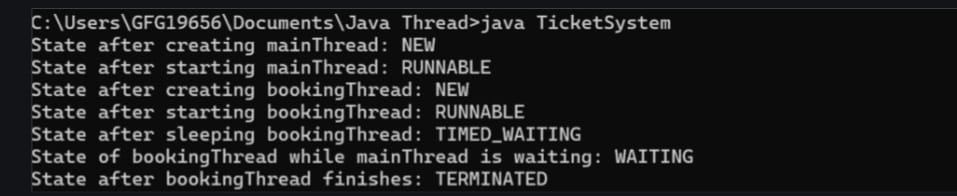 C:\Users\GFG19656\Documents\Java Thread>java TicketSystem
State after creating mainThread: NEW
State after starting mainThread: RUNNABLE
State after creating bookingThread: NEW
State after starting bookingThread: RUNNABLE
State after sleeping bookingThread: TIMED_WAITING
State of bookingThread while mainThread is waiting: WAITING
State after bookingThread finishes: TERMINATED